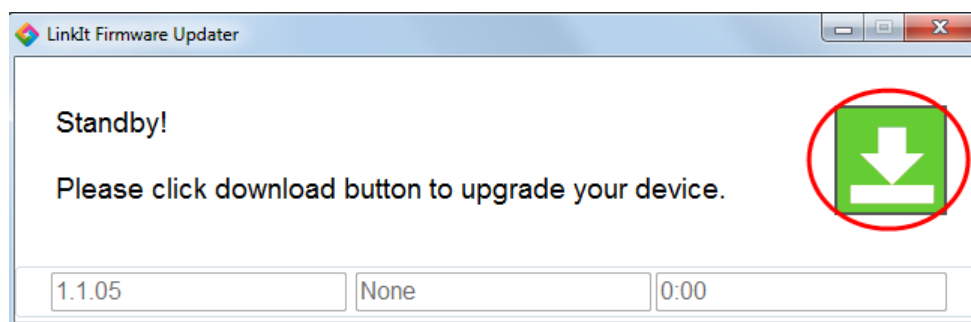 LinkIt Firmware Updater
Standby!
Please click download button to upgrade your device.
1.1.05 None 0:00